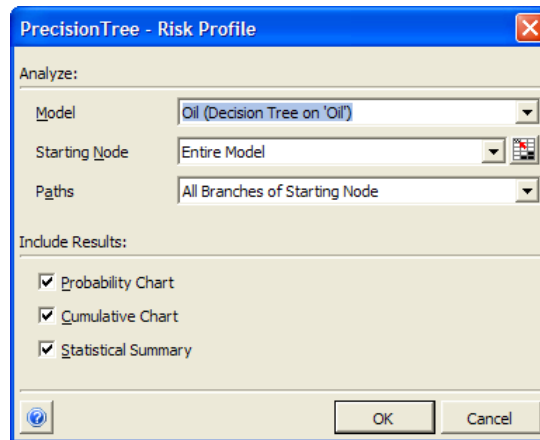 PrecisionTree - Risk Profile
Analyze:
Model Oil (Decision Tree on 'Oil')
Starting Node Entire Model
Paths All Branches of Starting Node
Include Results:
Probability Chart
Cumulative Chart
Statistical Summary
OK Cancel